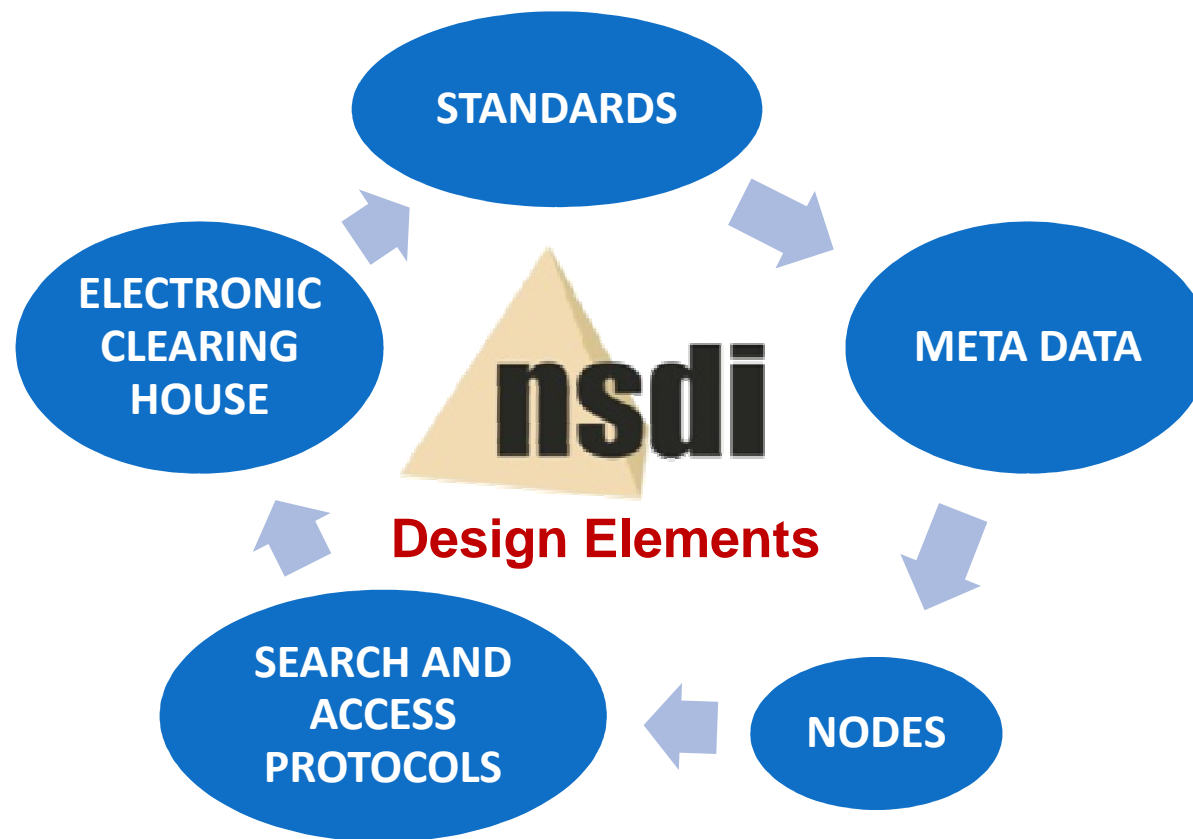 STANDARDS
META DATA
NODES
SEARCH AND
ACCESS
PROTOCOLS
ELECTRONIC
CLEARING
HOUSE
nsdi
Design Elements